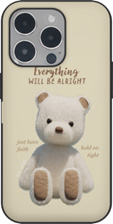 Everything
WILL BE ALRIGHT
just have
faith
hold on
tight